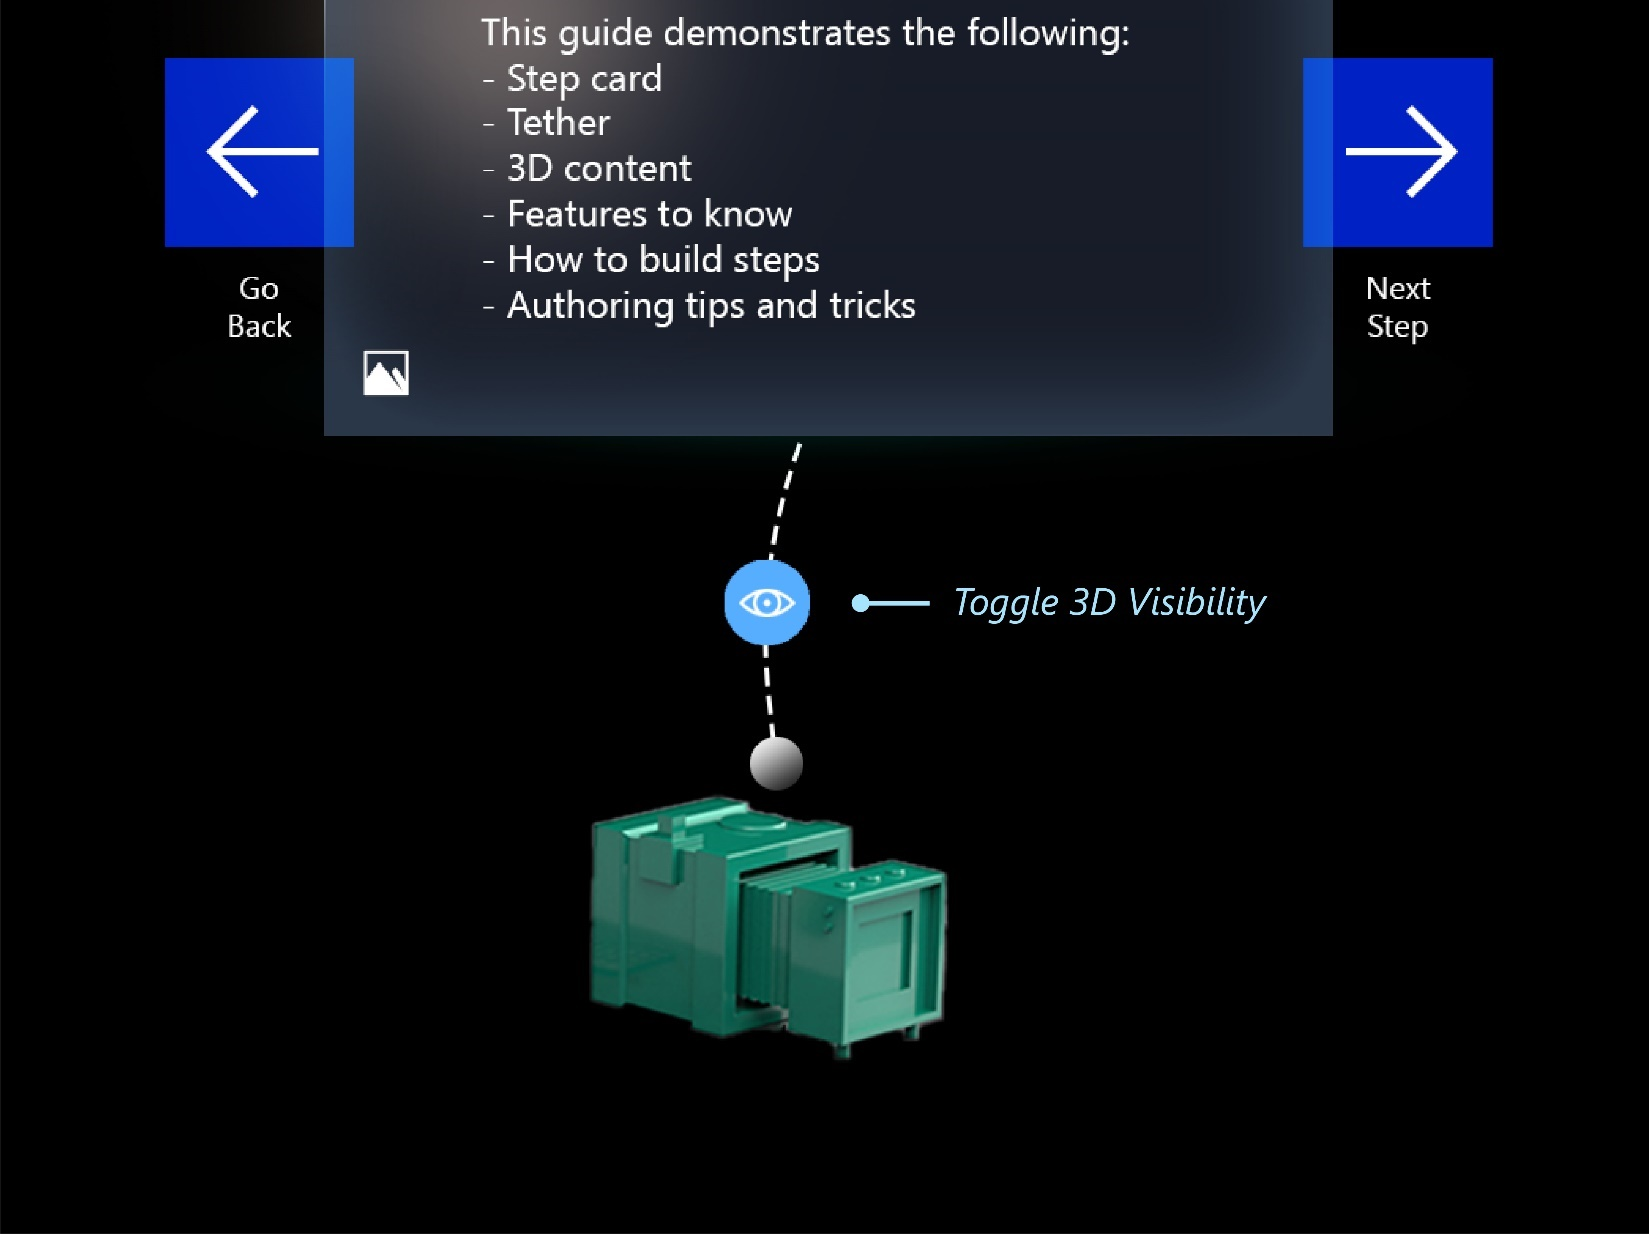 This guide demonstrates the following:
- Step card
- Tether
- 3D content
- Features to know
- How to build steps
- Authoring tips and tricks
Go
Back
Next
Step
Toggle 3D Visibility